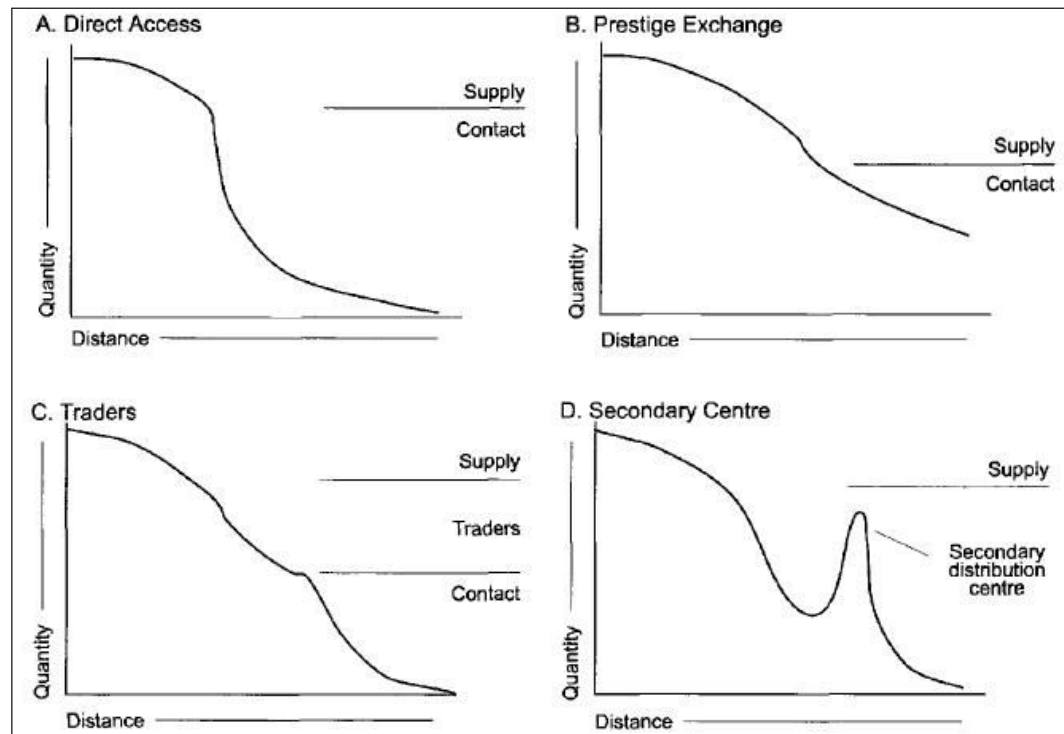 A. Direct Access
Supply
Contact
Quantity
Distance
B. Prestige Exchange
Supply
Contact
Quantity
Distance
C. Traders
Supply
Traders
Contact
Quantity
Distance
D. Secondary Centre
Supply
Secondary
distribution
centre
Quantity
Distance